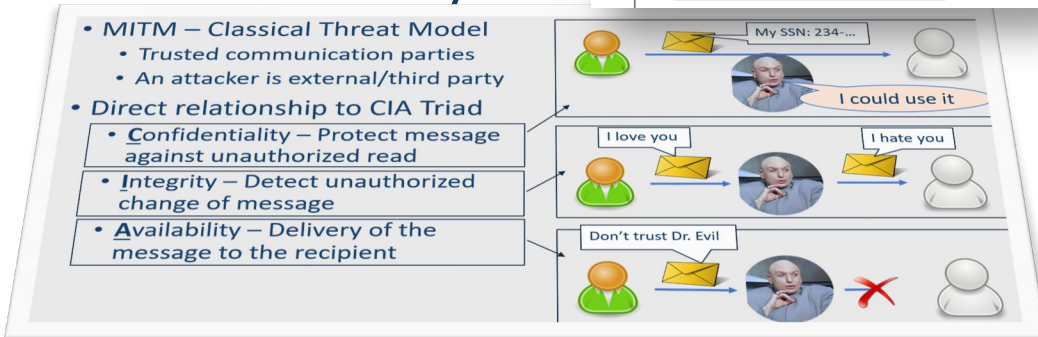 • MITM – Classical Threat Model
• Trusted communication parties
• An attacker is external/third party
• Direct relationship to CIA Triad
• Confidentiality – Protect message
against unauthorized read
• Integrity – Detect unauthorized
change of message
• Availability – Delivery of the
message to the recipient
My SSN: 234-...
I could use it
I love you
I hate you
Don't trust Dr. Evil